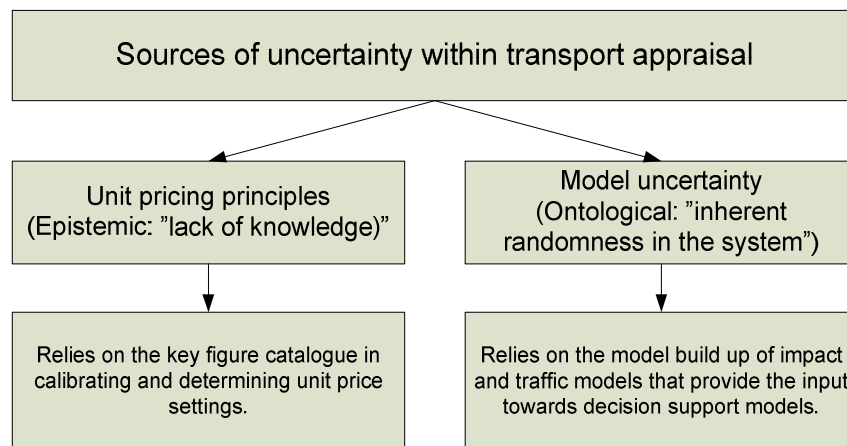 Sources of uncertainty within transport appraisal
Unit pricing principles
(Epistemic: ”lack of knowledge)”
Model uncertainty
(Ontological: ”inherent
randomness in the system”)
Relies on the key figure catalogue in
calibrating and determining unit price
settings.
Relies on the model build up of impact
and traffic models that provide the input
towards decision support models.